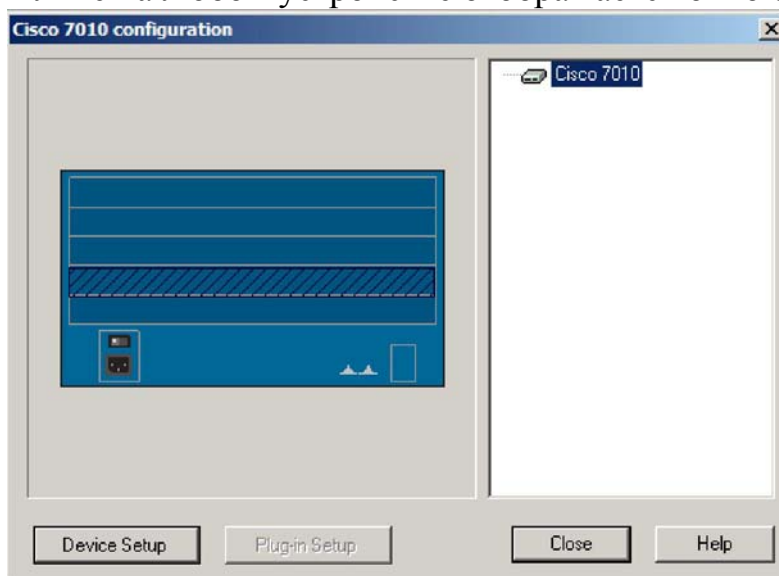 Cisco 7010 configuration
Cisco 7010
Device Setup
Plug-in Setup
Close
Help